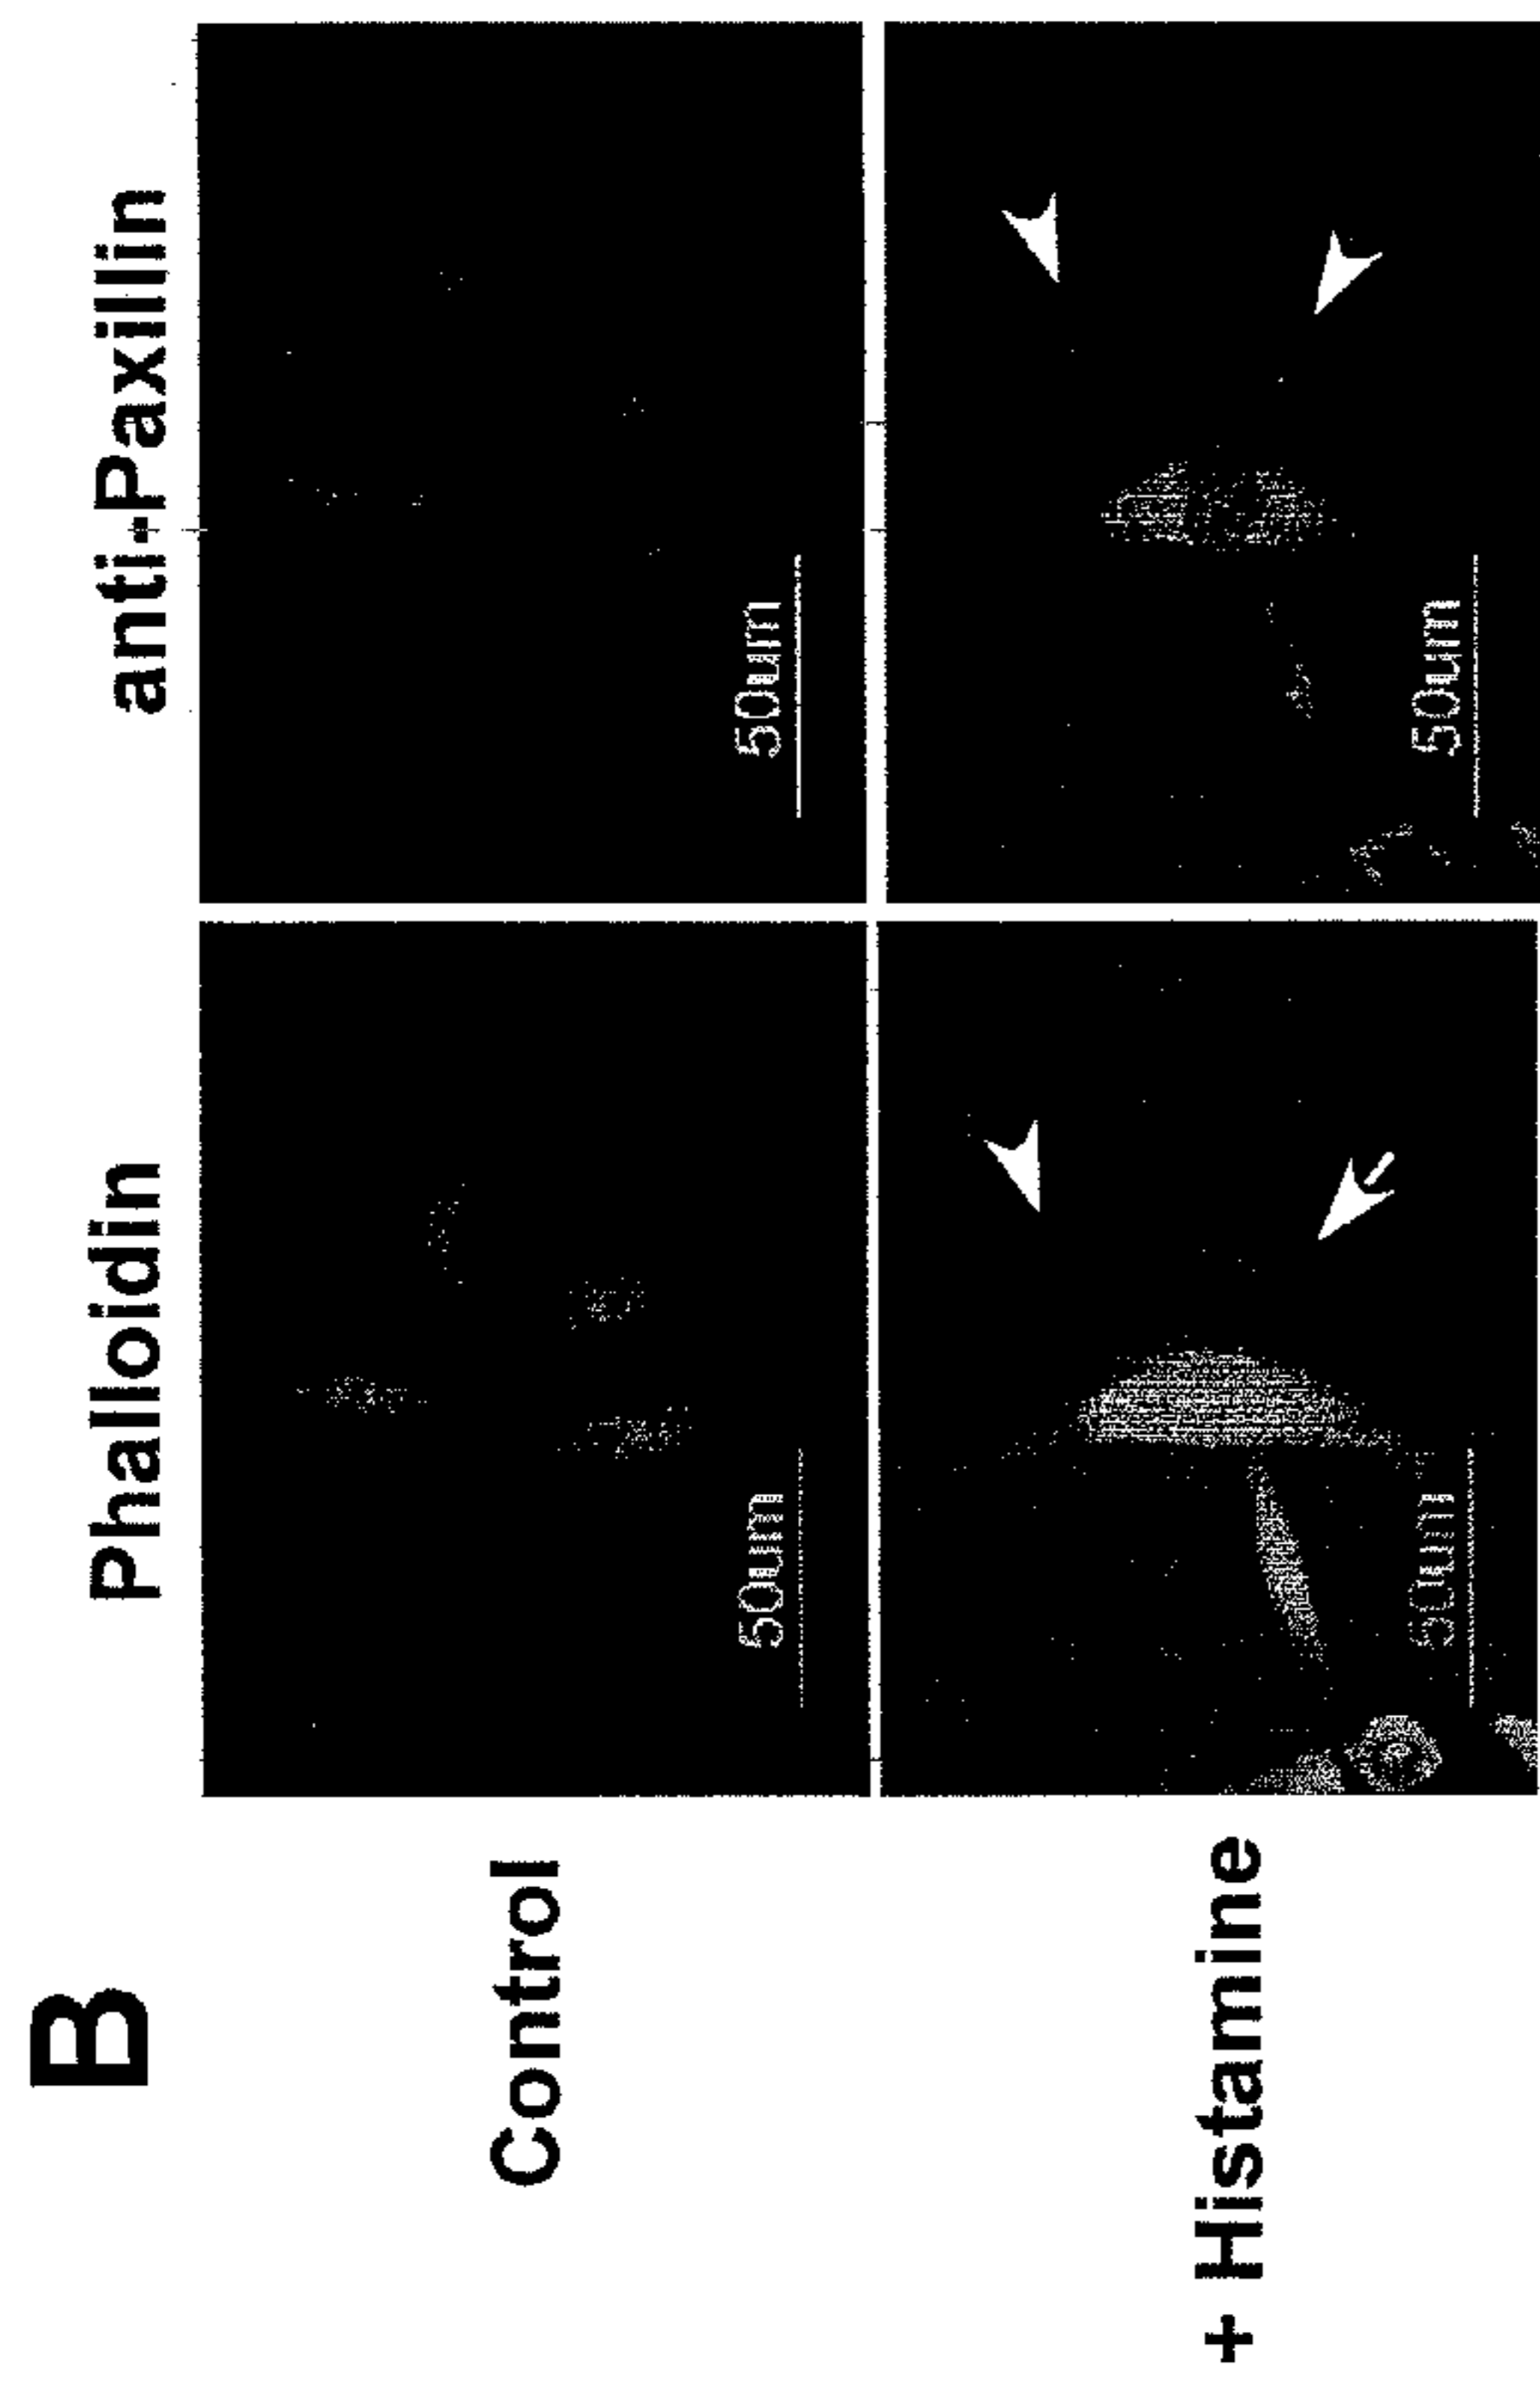 B
Phalloidin
anti-Paxillin
Control
50um
50um
+ Histamine
50um
50um